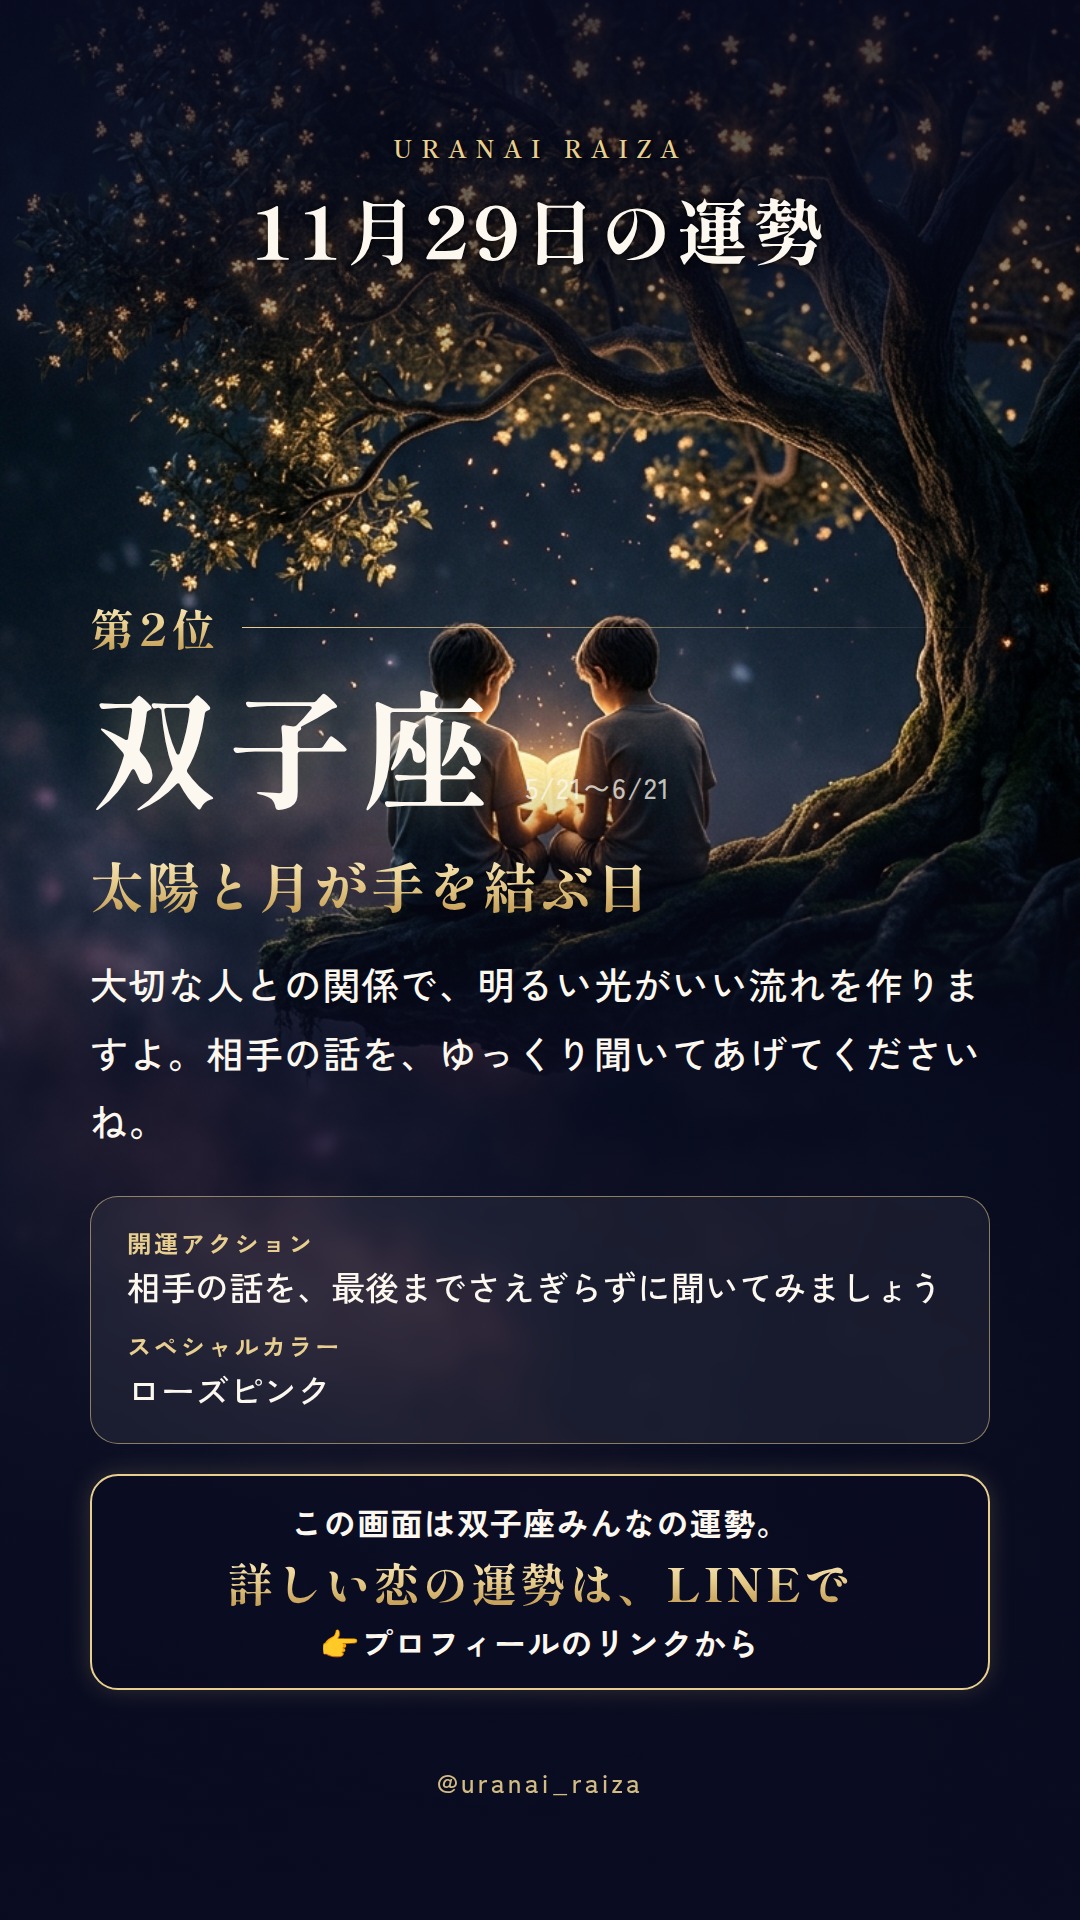 URANAI RAIZA
11月29日の運勢
第2位
双子座 5/21〜6/21
太陽と月が手を結ぶ日
大切な人との関係で、明るい光がいい流れを作りま
すよ。相手の話を、ゆっくり聞いてあげてください
ね。
開運アクション
相手の話を、最後までさえぎらずに聞いてみましょう
スペシャルカラー
ローズピンク
この画面は双子座みんなの運勢。
詳しい恋の運勢は、LINEで
👉プロフィールのリンクから
@uranai_raiza